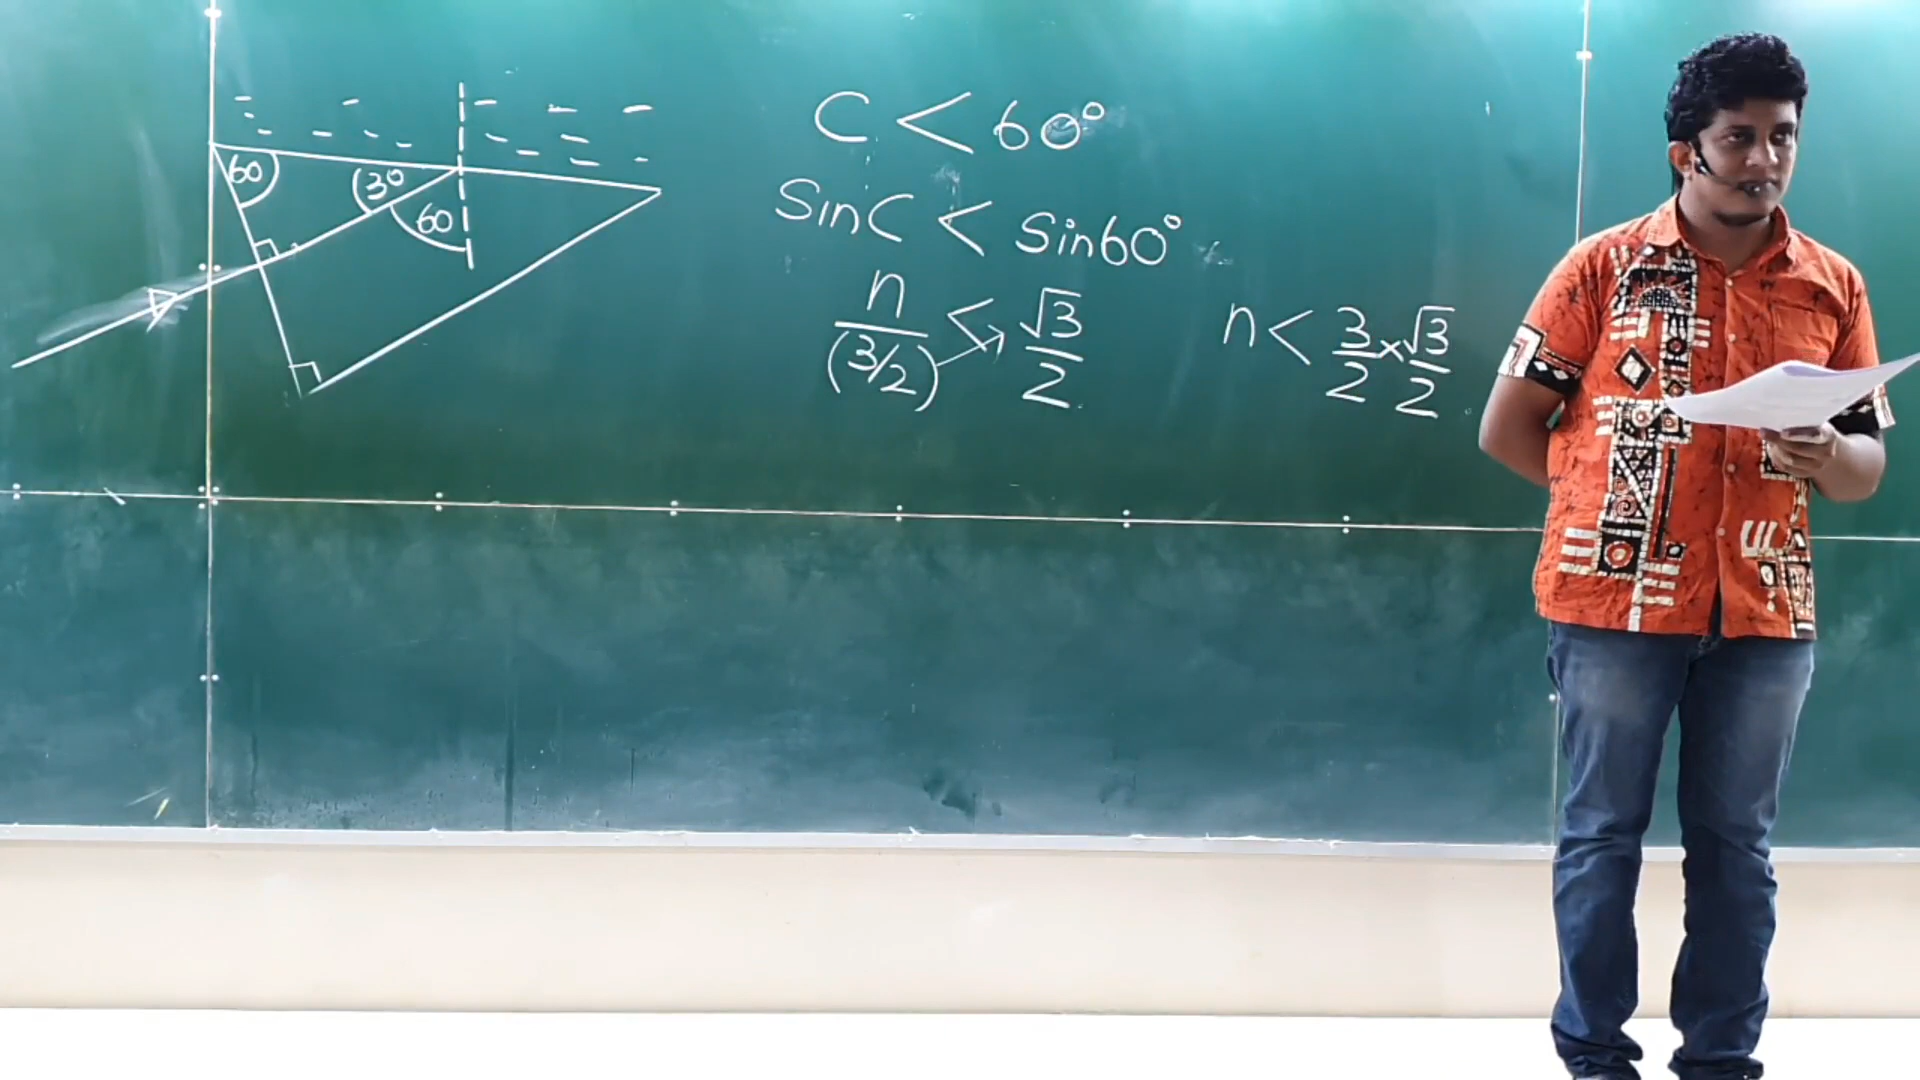 60
30
60
C < 60°
SinC < Sin60°
n/(3/2) < √3/2
n < 3/2 × √3/2